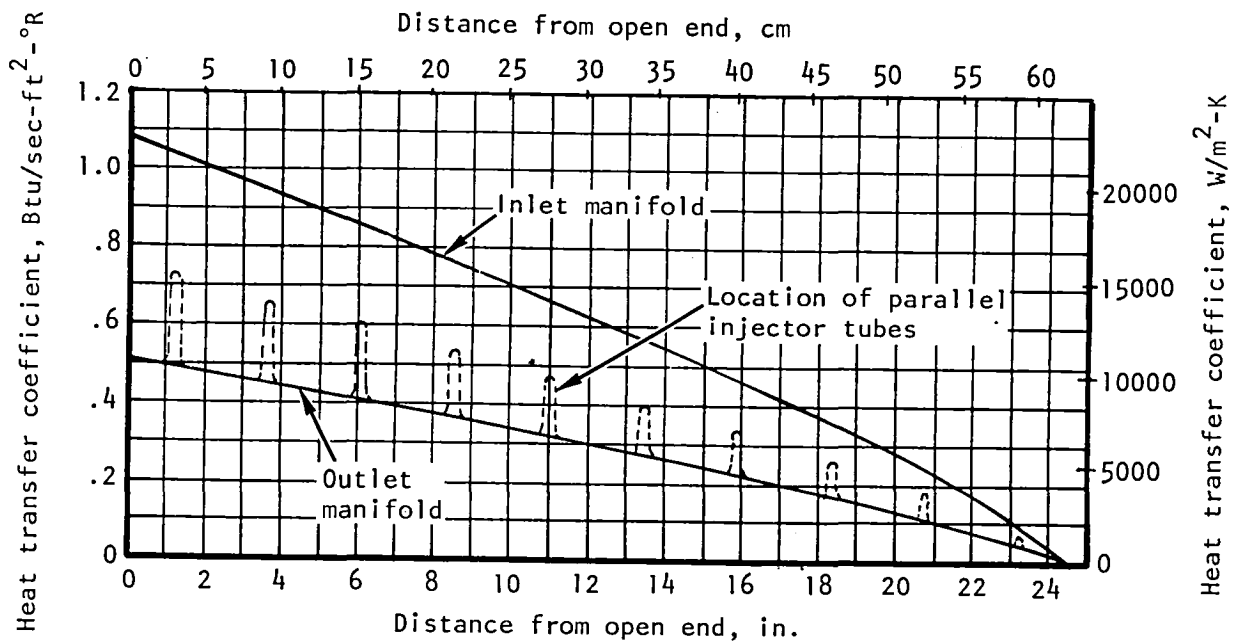 Distance from open end, cm
0 5 10 15 20 25 30 35 40 45 50 55 60
Heat transfer coefficient, Btu/sec-ft²-°R
1.2
1.0
.8
.6
.4
.2
0
Inlet manifold
Location of parallel
injector tubes
Outlet
manifold
20000
15000
10000
5000
0
Heat transfer coefficient, W/m²-K
0 2 4 6 8 10 12 14 16 18 20 22 24
Distance from open end, in.